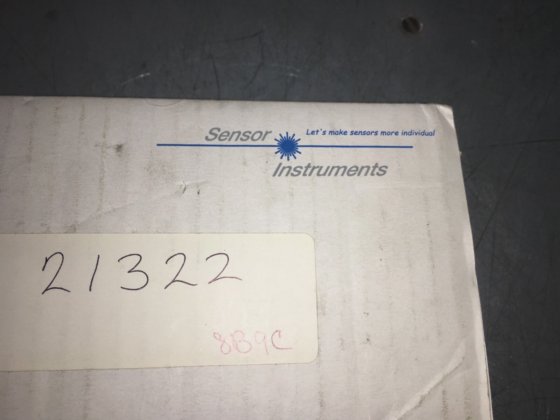 Sensor
Let's make sensors more individual
Instruments
21322
8B9C